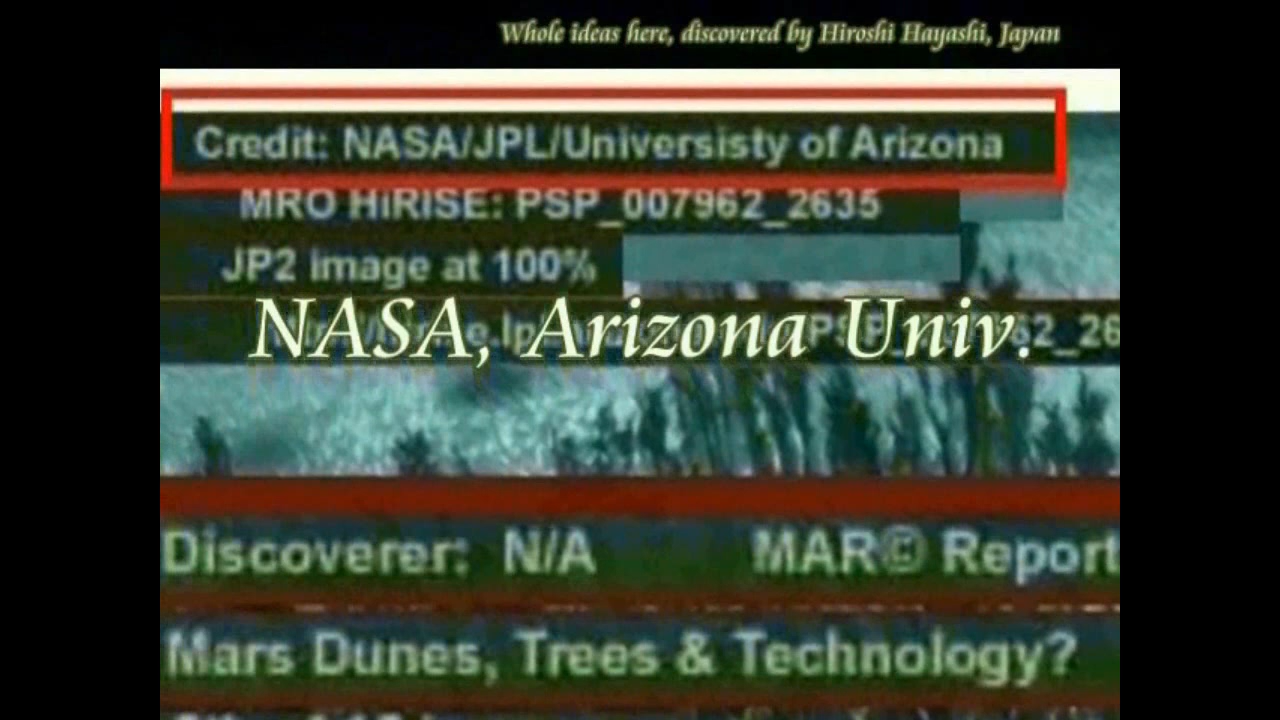 Whole ideas here, discovered by Hiroshi Hayashi, Japan
Credit: NASA/JPL/Universisty of Arizona
MRO HiRISE: PSP_007962_2635
JP2 image at 100%
NASA, Arizona Univ.
Discoverer: N/A MAR© Report
Mars Dunes, Trees & Technology?